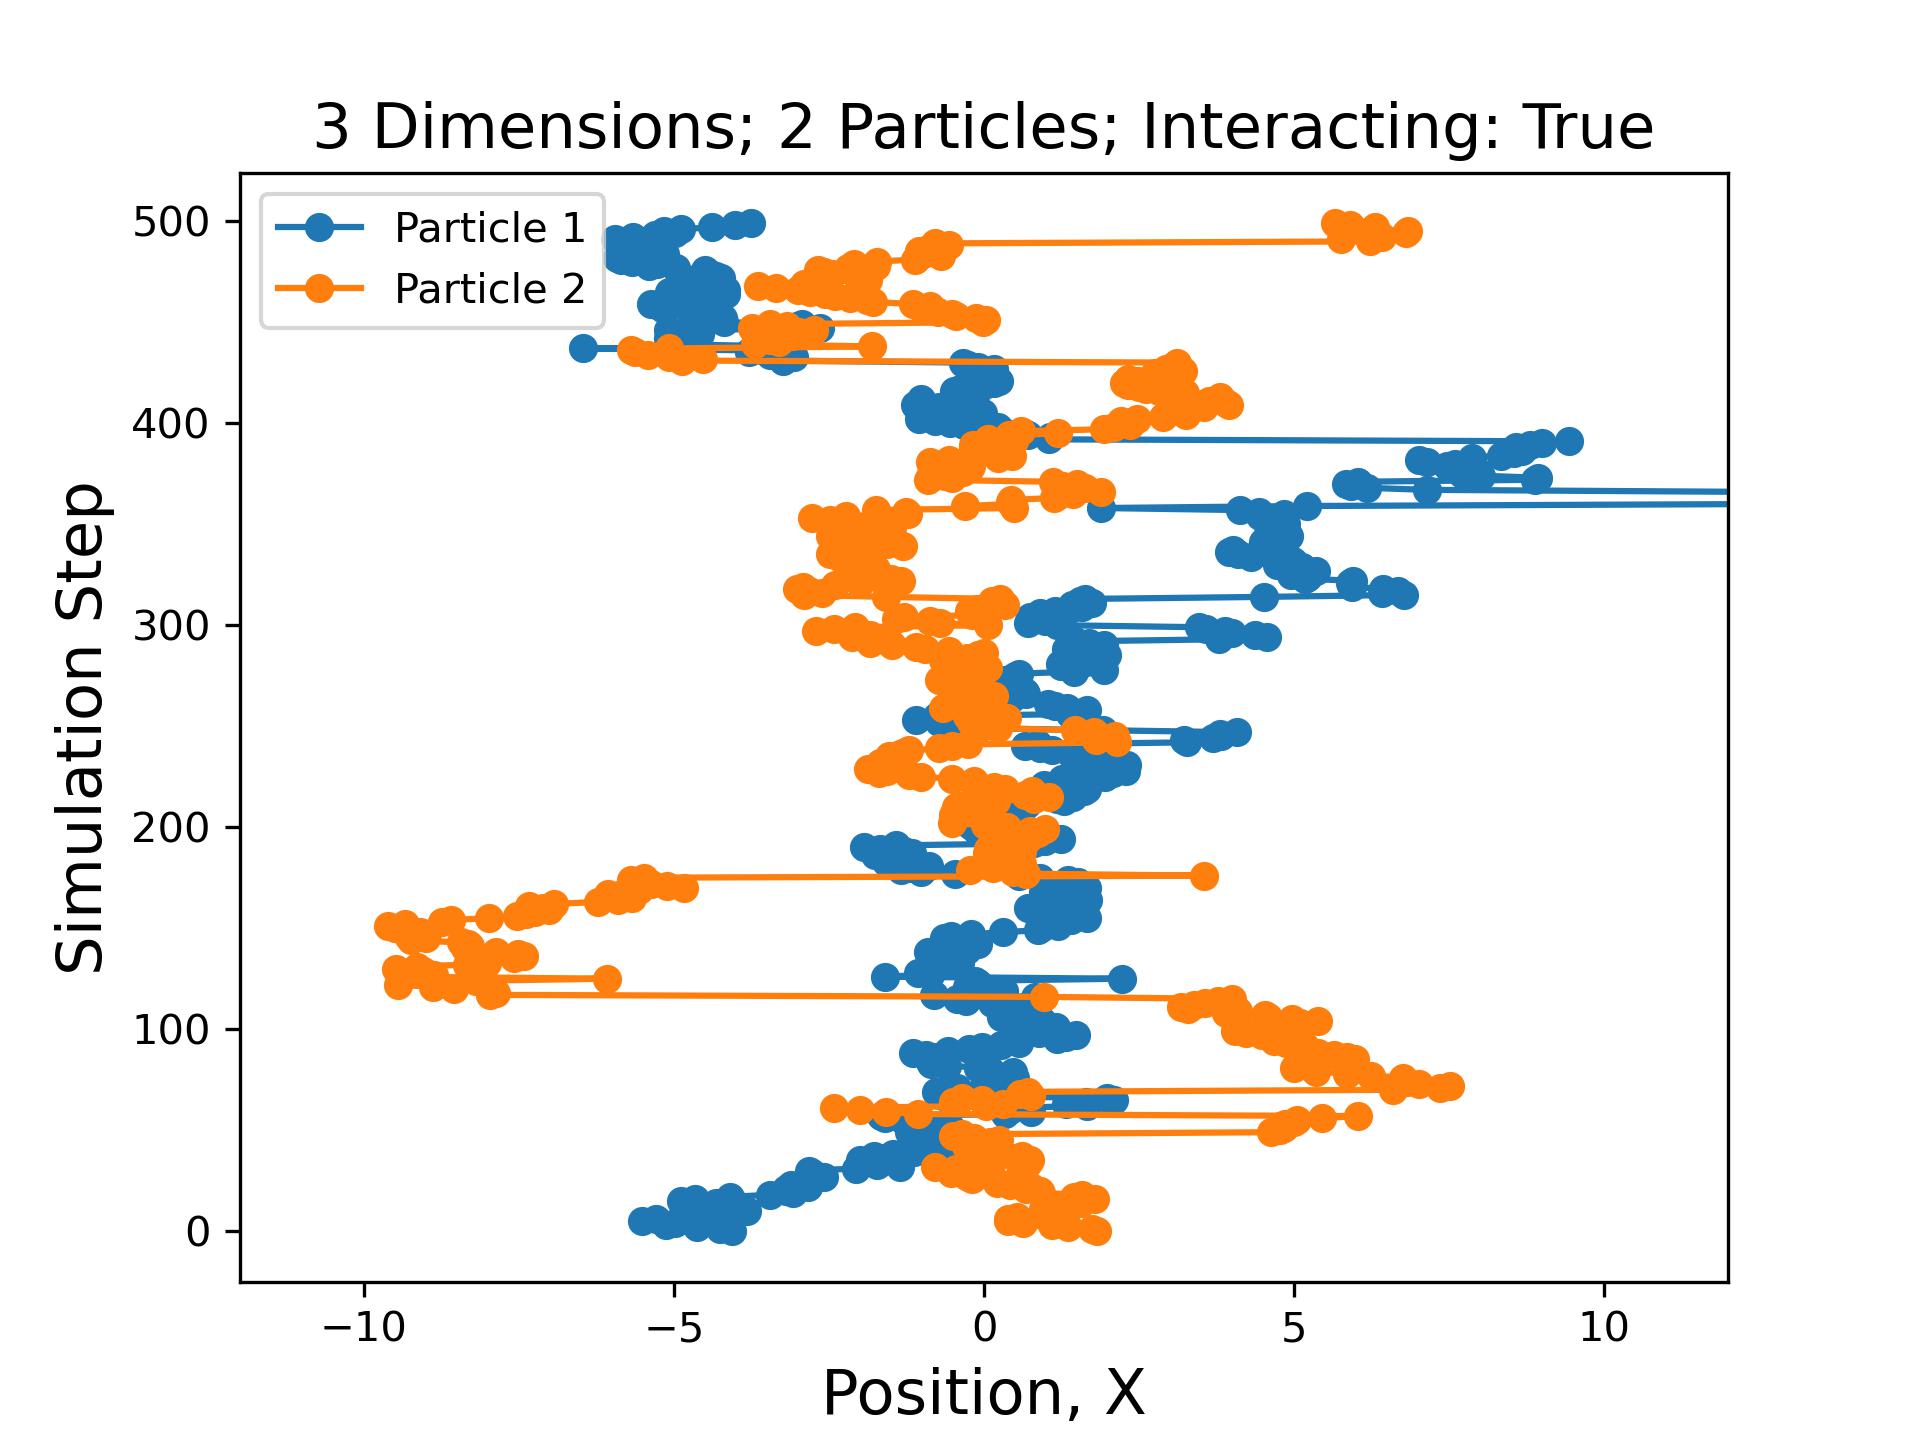 3 Dimensions; 2 Particles; Interacting: True
Particle 1
Particle 2
Simulation Step
500
400
300
200
100
0
−10
−5
0
5
10
Position, X